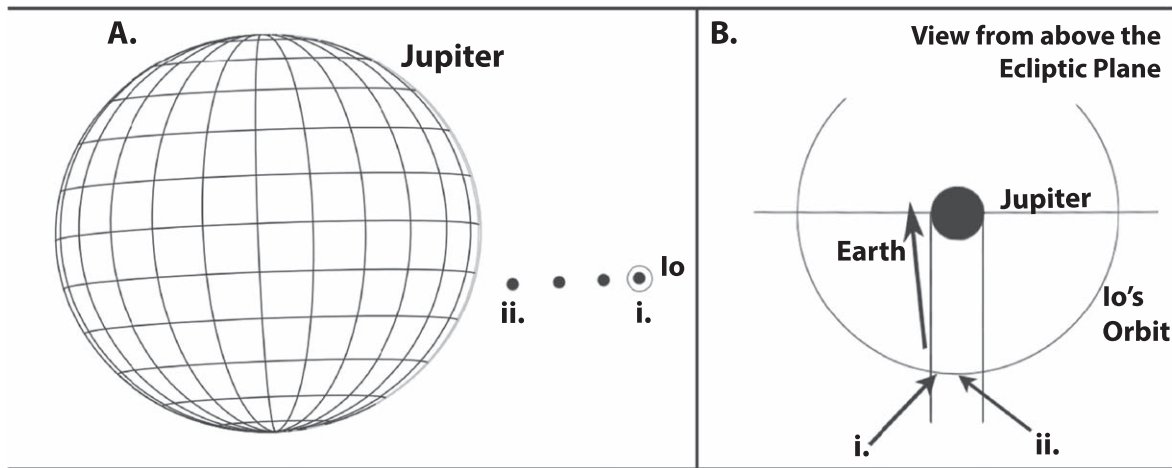 A.
Jupiter
Io
ii.
i.
B.
View from above the
Ecliptic Plane
Jupiter
Earth
Io's
Orbit
i.
ii.